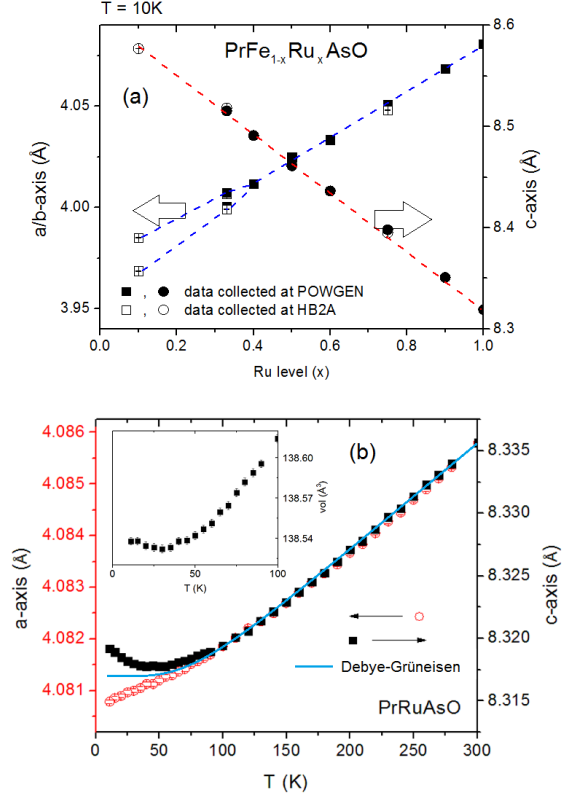 T = 10K
PrFe1-xRuxAsO
(a)
a/b-axis (Å)
4.05
4.00
3.95
8.6
8.5
8.4
8.3
c-axis (Å)
, data collected at POWGEN
, data collected at HB2A
0.0 0.2 0.4 0.6 0.8 1.0
Ru level (x)
(b)
a-axis (Å)
4.086
4.085
4.084
4.083
4.082
4.081
138.60
138.57
138.54
vol (Å3)
0 50 100
T (K)
8.335
8.330
8.325
8.320
8.315
c-axis (Å)
Debye-Grüneisen
PrRuAsO
0 50 100 150 200 250 300
T (K)